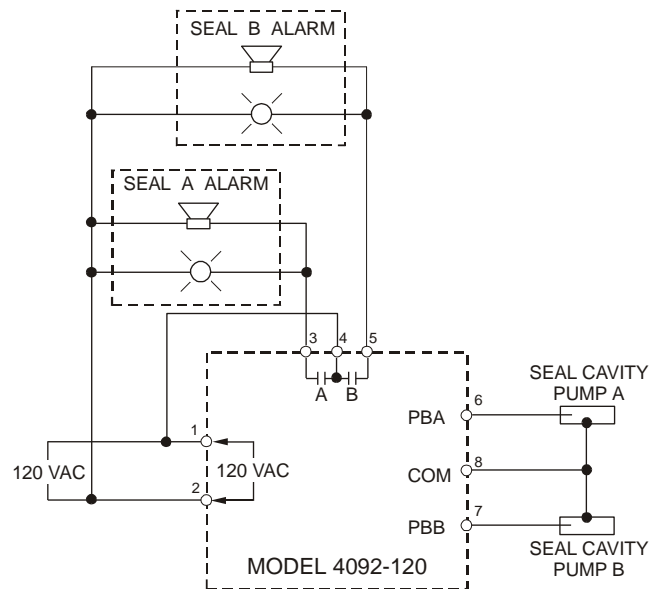 SEAL B ALARM
SEAL A ALARM
3 4 5
A B
SEAL CAVITY
PUMP A
6
PBA
1
8
120 VAC
120 VAC
COM
2
7
PBB
SEAL CAVITY
PUMP B
MODEL 4092-120